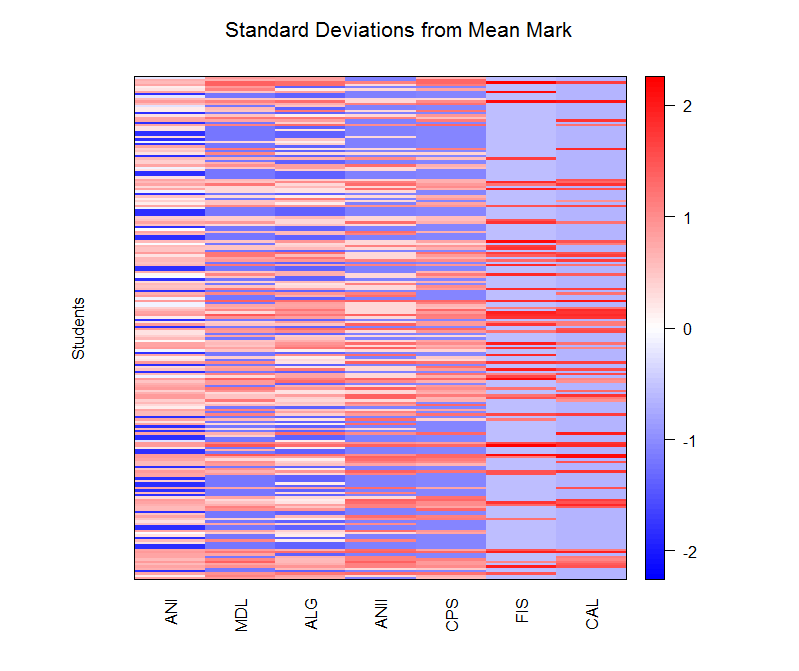 Standard Deviations from Mean Mark
Students
2
1
0
-1
-2
ANI
MDL
ALG
ANII
CPS
FIS
CAL